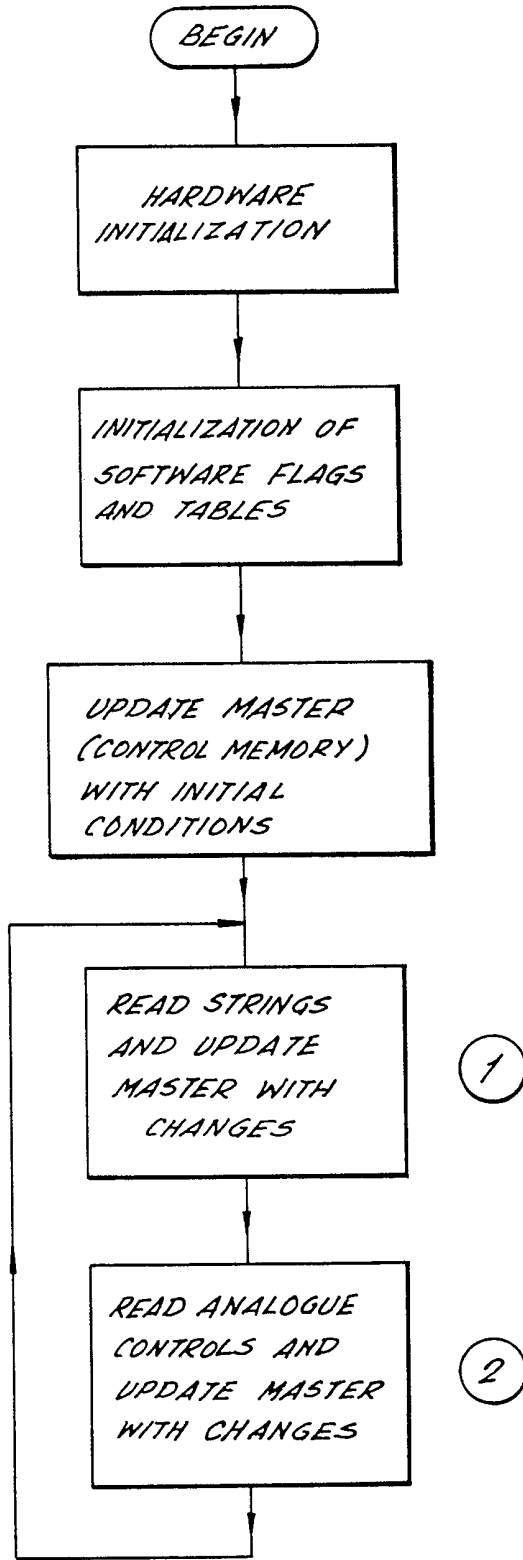 BEGIN
HARDWARE
INITIALIZATION
INITIALIZATION OF
SOFTWARE FLAGS
AND TABLES
UPDATE MASTER
(CONTROL MEMORY)
WITH INITIAL
CONDITIONS
READ STRINGS
AND UPDATE
MASTER WITH
CHANGES
1
READ ANALOGUE
CONTROLS AND
UPDATE MASTER
WITH CHANGES
2